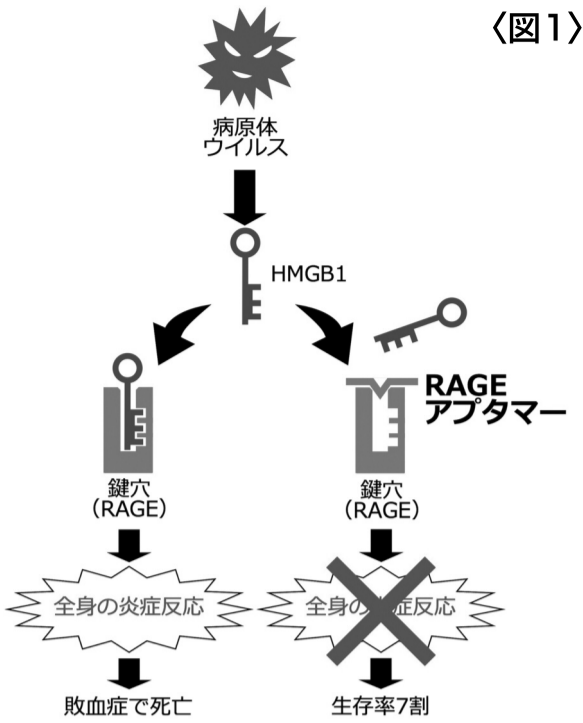 〈図1〉
病原体
ウイルス
HMGB1
RAGE
アプタマー
鍵穴
（RAGE）
鍵穴
（RAGE）
全身の炎症反応
全身の炎症反応
敗血症で死亡
生存率7割